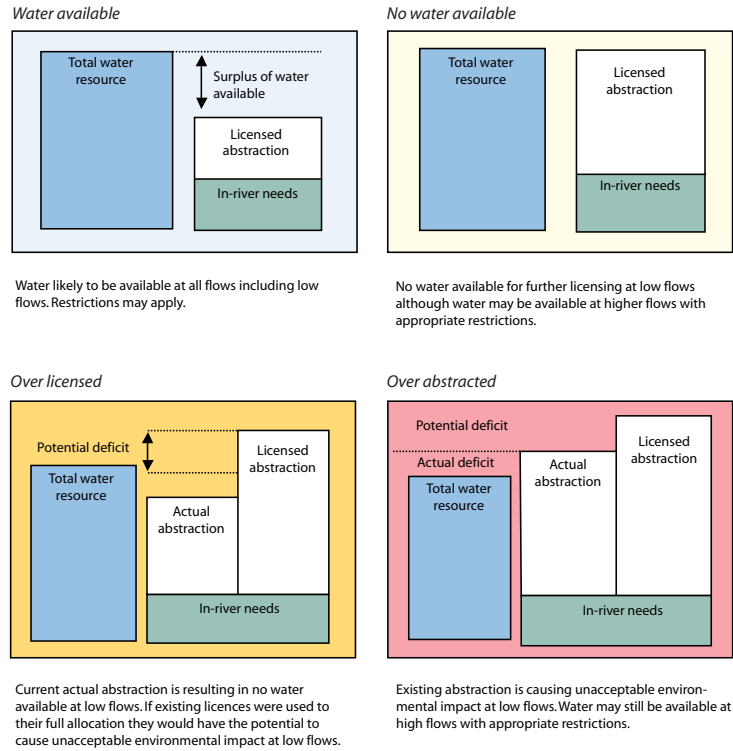 Water available
Total water
resource
Surplus of water
available
Licensed
abstraction
In-river needs
Water likely to be available at all flows including low
flows. Restrictions may apply.
No water available
Total water
resource
Licensed
abstraction
In-river needs
No water available for further licensing at low flows
although water may be available at higher flows with
appropriate restrictions.
Over licensed
Potential deficit
Total water
resource
Actual
abstraction
Licensed
abstraction
In-river needs
Current actual abstraction is resulting in no water
available at low flows. If existing licences were used to
their full allocation they would have the potential to
cause unacceptable environmental impact at low flows.
Over abstracted
Potential deficit
Actual deficit
Total water
resource
Actual
abstraction
Licensed
abstraction
In-river needs
Existing abstraction is causing unacceptable environ-
mental impact at low flows. Water may still be available at
high flows with appropriate restrictions.